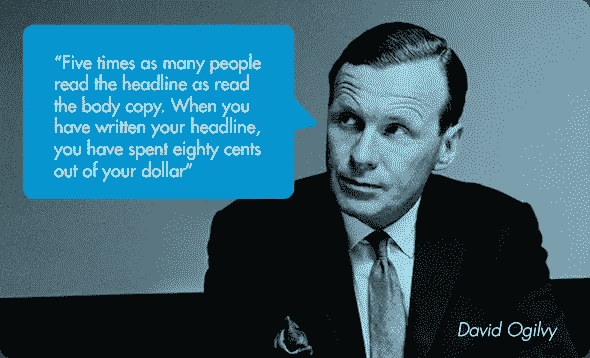 “Five times as many people
read the headline as read
the body copy. When you
have written your headline,
you have spent eighty cents
out of your dollar”
David Ogilvy